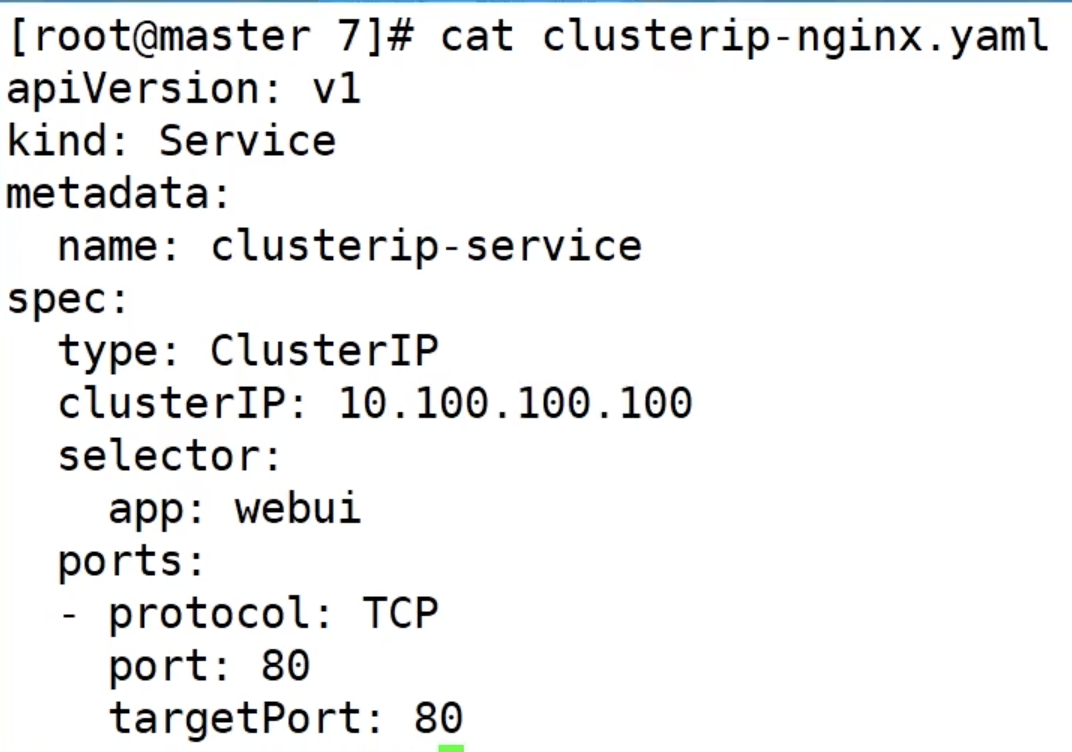 [root@master 7]# cat clusterip-nginx.yaml
apiVersion: v1
kind: Service
metadata:
  name: clusterip-service
spec:
  type: ClusterIP
  clusterIP: 10.100.100.100
  selector:
    app: webui
  ports:
  - protocol: TCP
    port: 80
    targetPort: 80